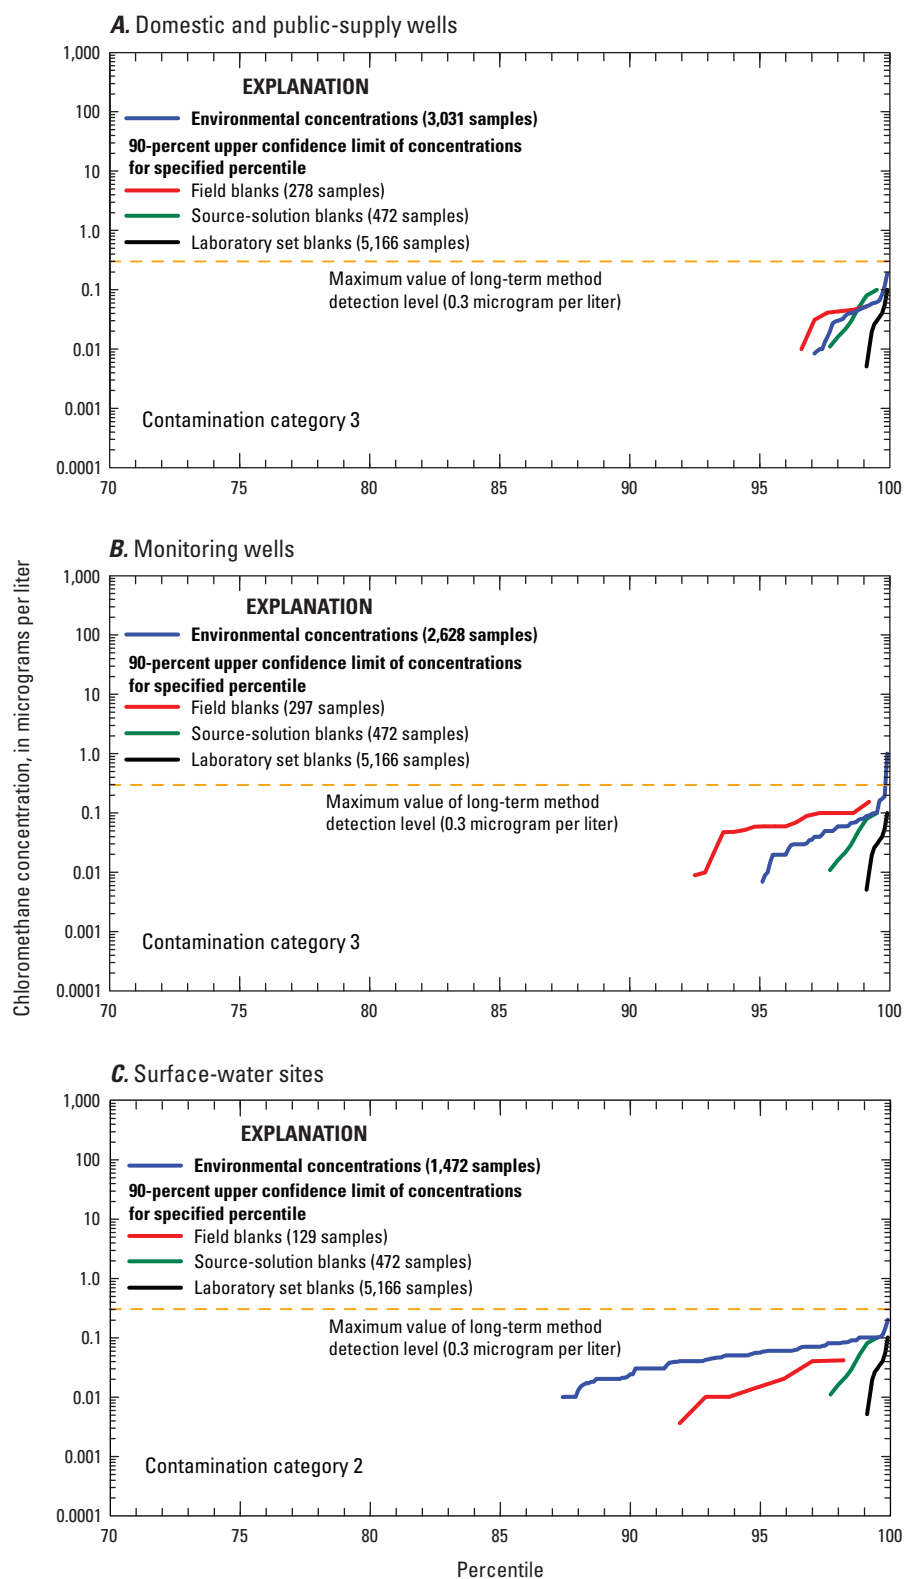 A. Domestic and public-supply wells
1,000
EXPLANATION
100
Environmental concentrations (3,031 samples)
90-percent upper confidence limit of concentrations
for specified percentile
10
Field blanks (278 samples)
Source-solution blanks (472 samples)
1.0
Laboratory set blanks (5,166 samples)
Maximum value of long-term method
detection level (0.3 microgram per liter)
0.1
0.01
0.001
Contamination category 3
0.0001
70 75 80 85 90 95 100
Chloromethane concentration, in micrograms per liter
B. Monitoring wells
1,000
EXPLANATION
100
Environmental concentrations (2,628 samples)
90-percent upper confidence limit of concentrations
for specified percentile
10
Field blanks (297 samples)
Source-solution blanks (472 samples)
1.0
Laboratory set blanks (5,166 samples)
Maximum value of long-term method
detection level (0.3 microgram per liter)
0.1
0.01
0.001
Contamination category 3
0.0001
70 75 80 85 90 95 100
C. Surface-water sites
1,000
EXPLANATION
100
Environmental concentrations (1,472 samples)
90-percent upper confidence limit of concentrations
for specified percentile
10
Field blanks (129 samples)
Source-solution blanks (472 samples)
1.0
Laboratory set blanks (5,166 samples)
Maximum value of long-term method
detection level (0.3 microgram per liter)
0.1
0.01
0.001
Contamination category 2
0.0001
70 75 80 85 90 95 100
Percentile